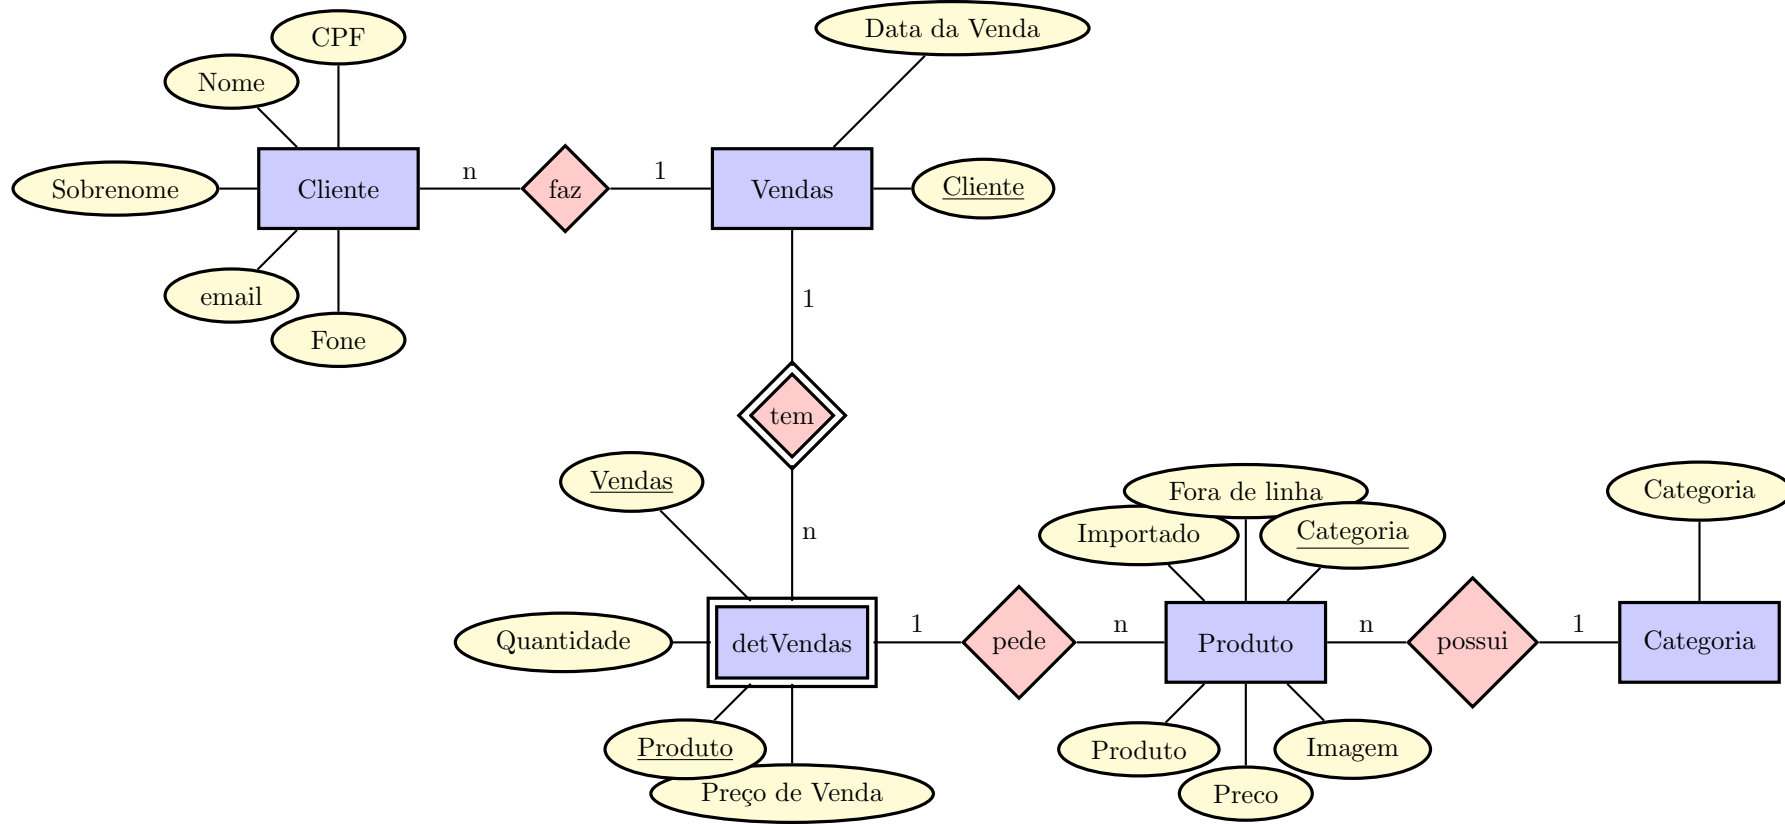 Data da Venda
CPF
Nome
Sobrenome
Cliente
n
faz
1
Vendas
Cliente
email
Fone
1
tem
Vendas
n
Fora de linha
Importado
Categoria
Categoria
Quantidade
detVendas
1
pede
n
Produto
n
possui
1
Categoria
Produto
Preço de Venda
Produto
Preco
Imagem